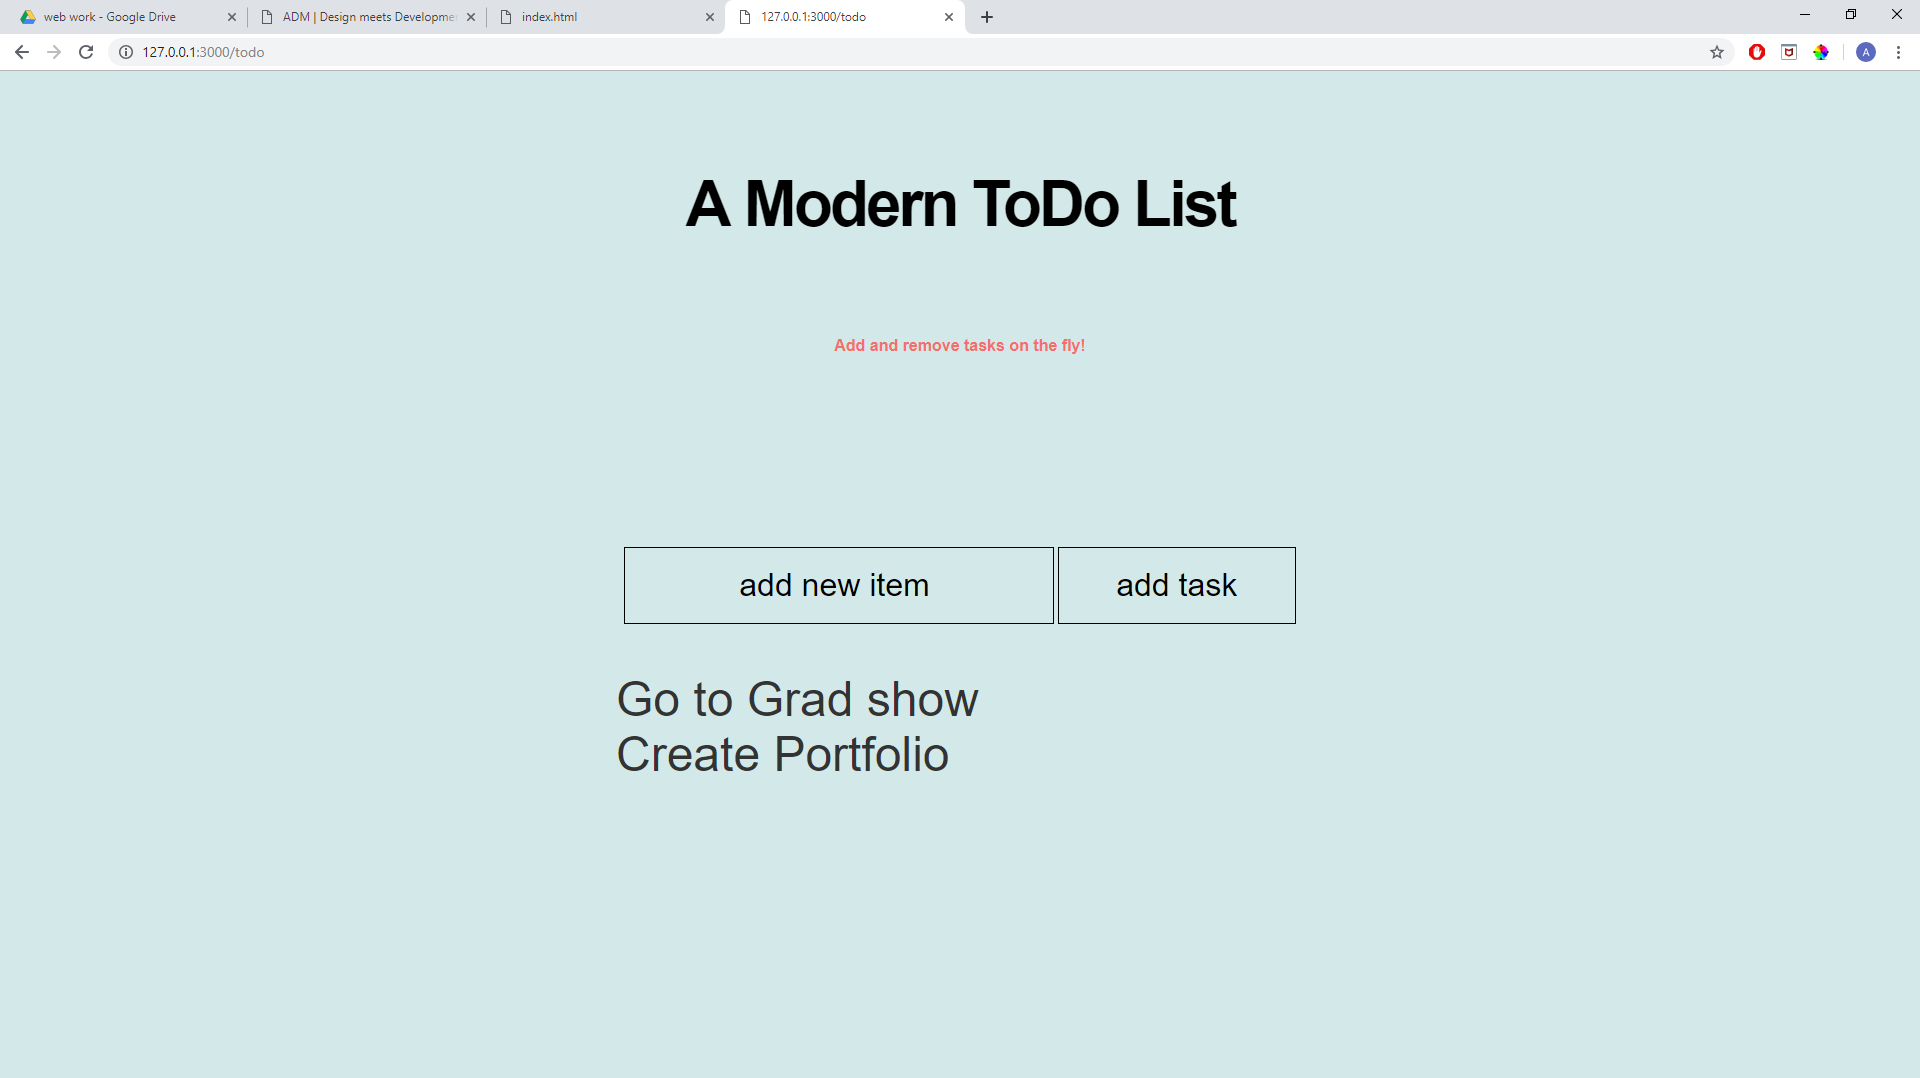 web work - Google Drive
ADM | Design meets Developme
index.html
127.0.0.1:3000/todo
127.0.0.1:3000/todo
A
A Modern ToDo List
Add and remove tasks on the fly!
add new item
add task
Go to Grad show
Create Portfolio